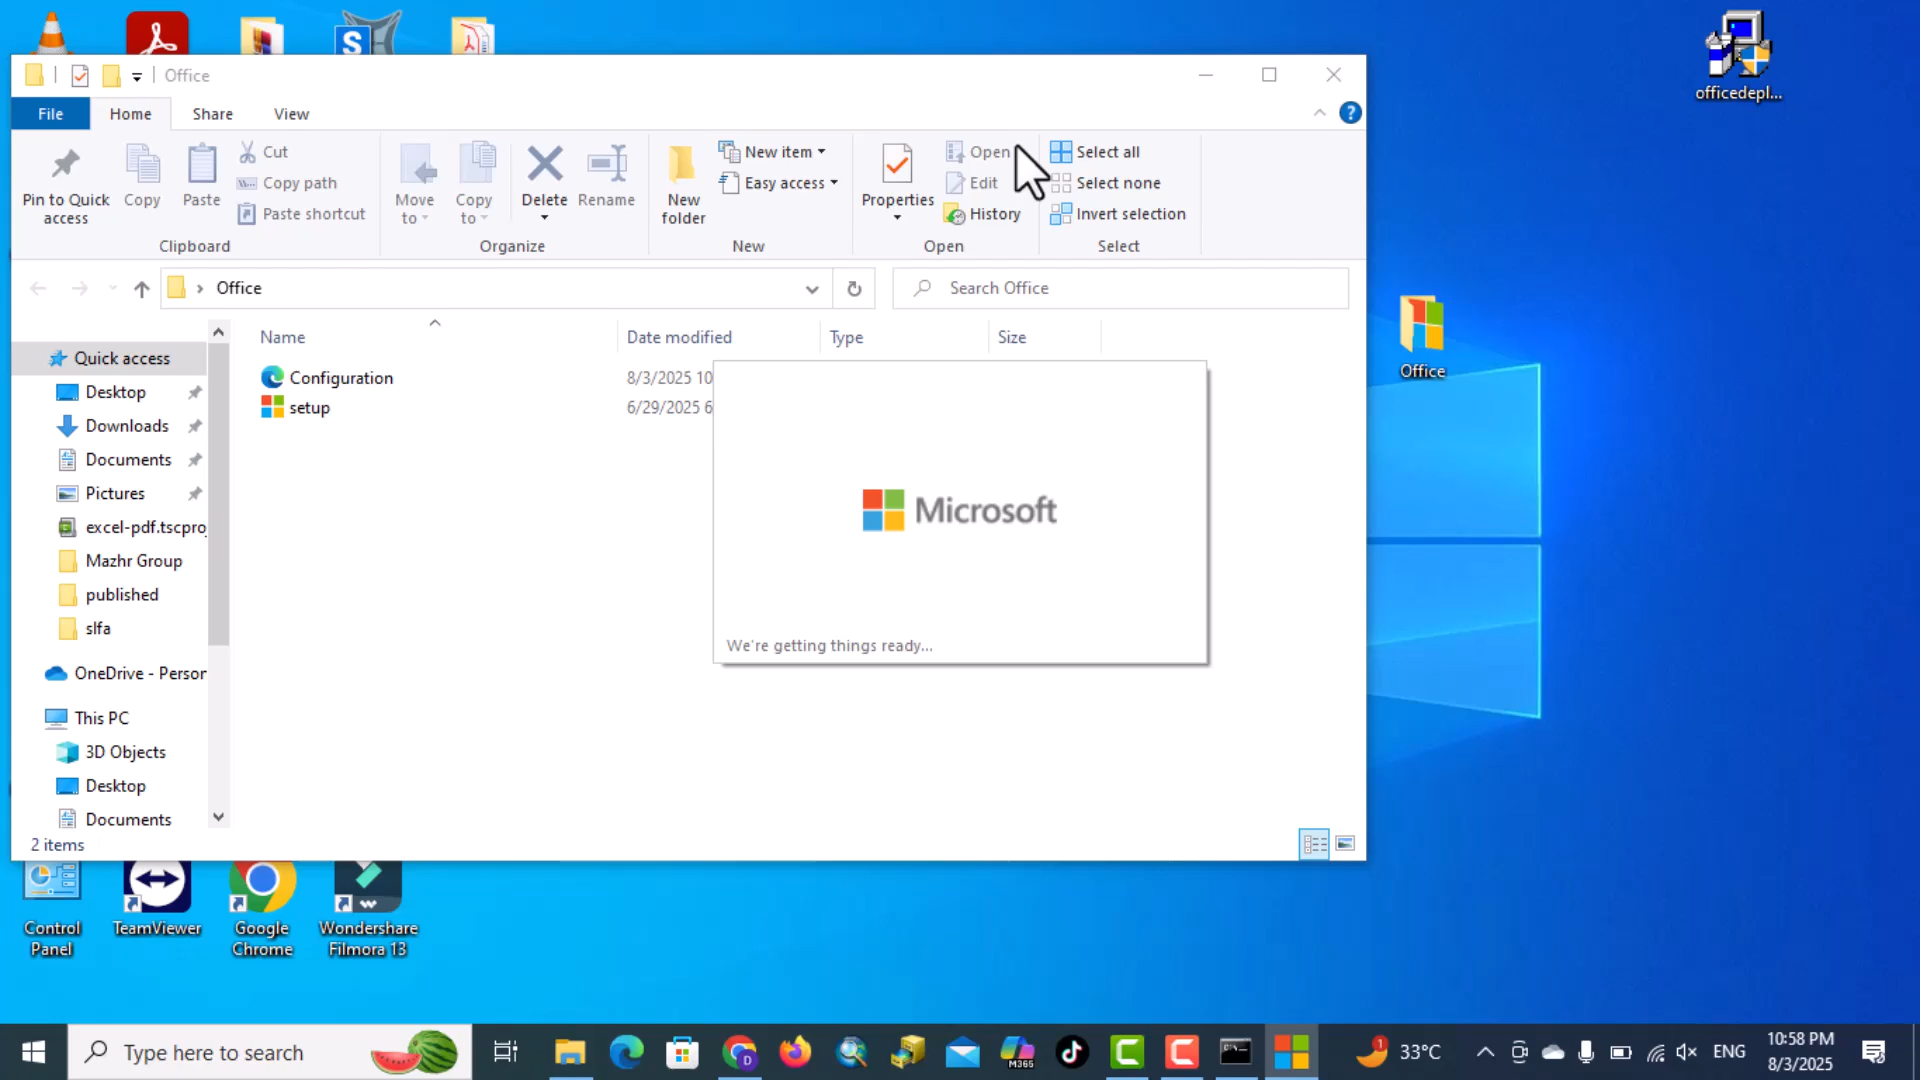 officedepl...
Office
File
Home
Share
View
Pin to Quick access
Copy
Paste
Cut
Copy path
Paste shortcut
Clipboard
Move to
Copy to
Delete
Rename
Organize
New folder
New item
Easy access
New
Properties
Open
Edit
History
Open
Select all
Select none
Invert selection
Select
Office
Search Office
Name
Date modified
Type
Size
Configuration
8/3/2025 10
setup
6/29/2025 6
Quick access
Desktop
Downloads
Documents
Pictures
excel-pdf.tscproj
Mazhr Group
published
slfa
OneDrive - Person
This PC
3D Objects
Desktop
Documents
2 items
Microsoft
We're getting things ready...
Office
Control Panel
TeamViewer
Google Chrome
Wondershare Filmora 13
Type here to search
M365
1
33°C
ENG
10:58 PM
8/3/2025